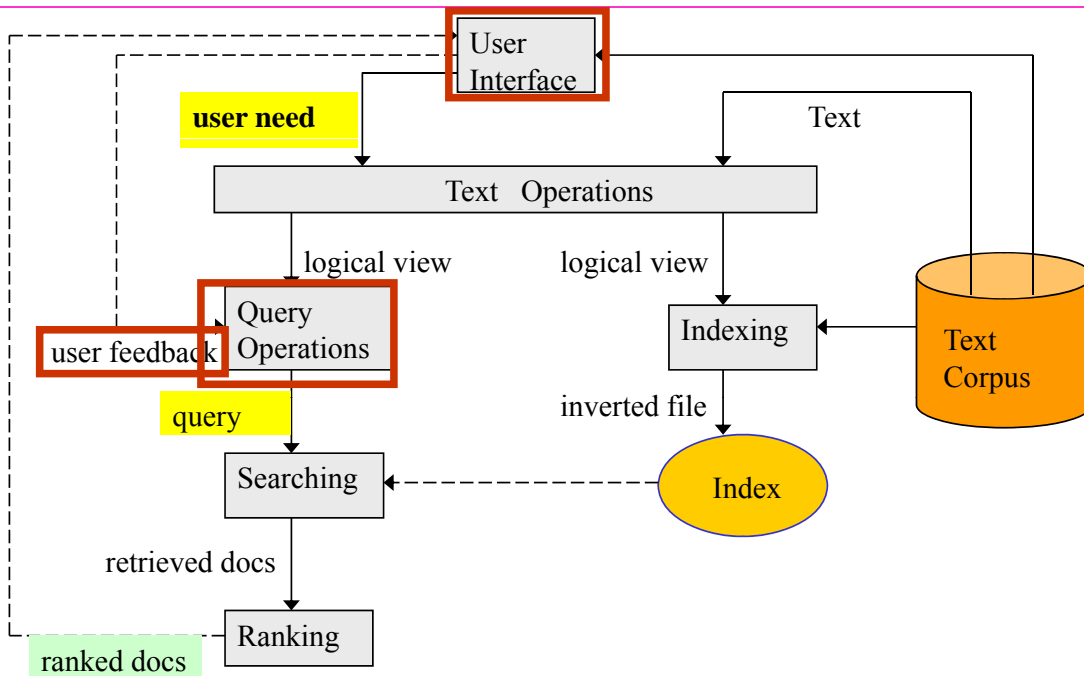 User
Interface
user need
Text
Text Operations
logical view
logical view
Query
Operations
Indexing
user feedback
Text
Corpus
query
inverted file
Searching
Index
retrieved docs
Ranking
ranked docs